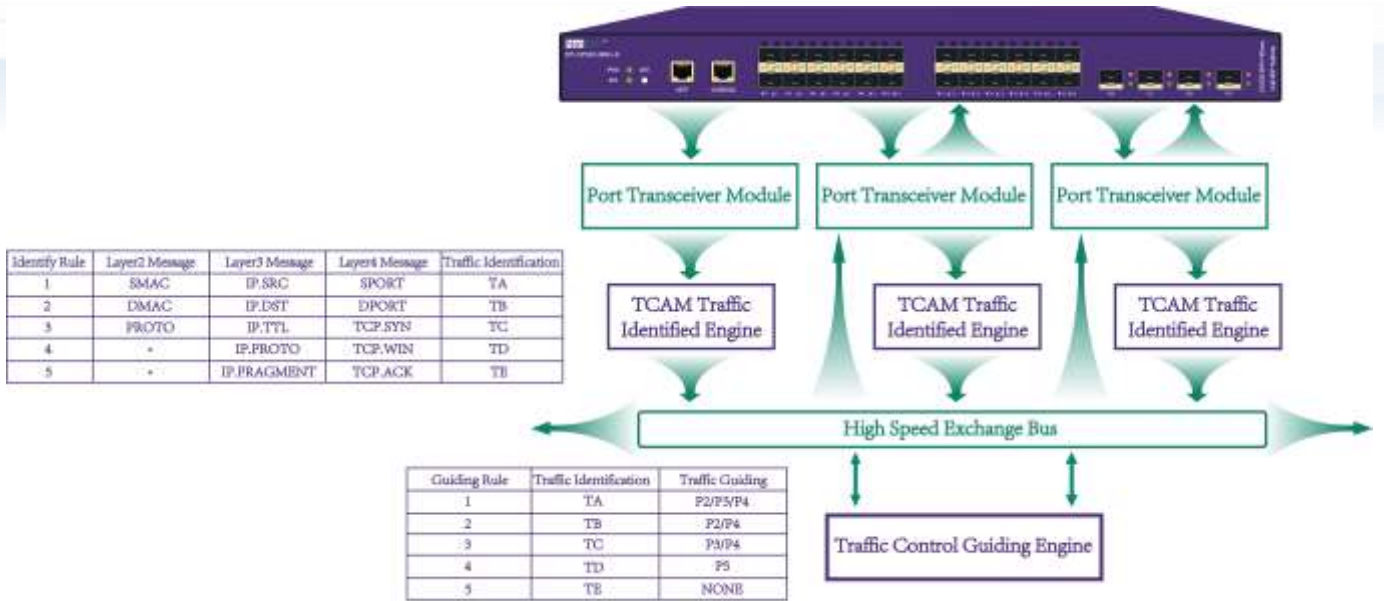 Port Transceiver Module
Port Transceiver Module
Port Transceiver Module
Identify Rule Layer2 Message Layer3 Message Layer4 Message Traffic Identification
1 SMAC IP.SRC SPORT TA
2 DMAC IP.DST DPORT TB
3 PROTO IP.TTL TCP.SYN TC
4 - IP.PROTO TCP.WIN TD
5 - IP.PRAGMENT TCP.ACK TE
TCAM Traffic
Identified Engine
TCAM Traffic
Identified Engine
TCAM Traffic
Identified Engine
High Speed Exchange Bus
Guiding Rule Traffic Identification Traffic Guiding
1 TA P2/P3/P4
2 TB P2/P4
3 TC P3/P4
4 TD P5
5 TE NONE
Traffic Control Guiding Engine